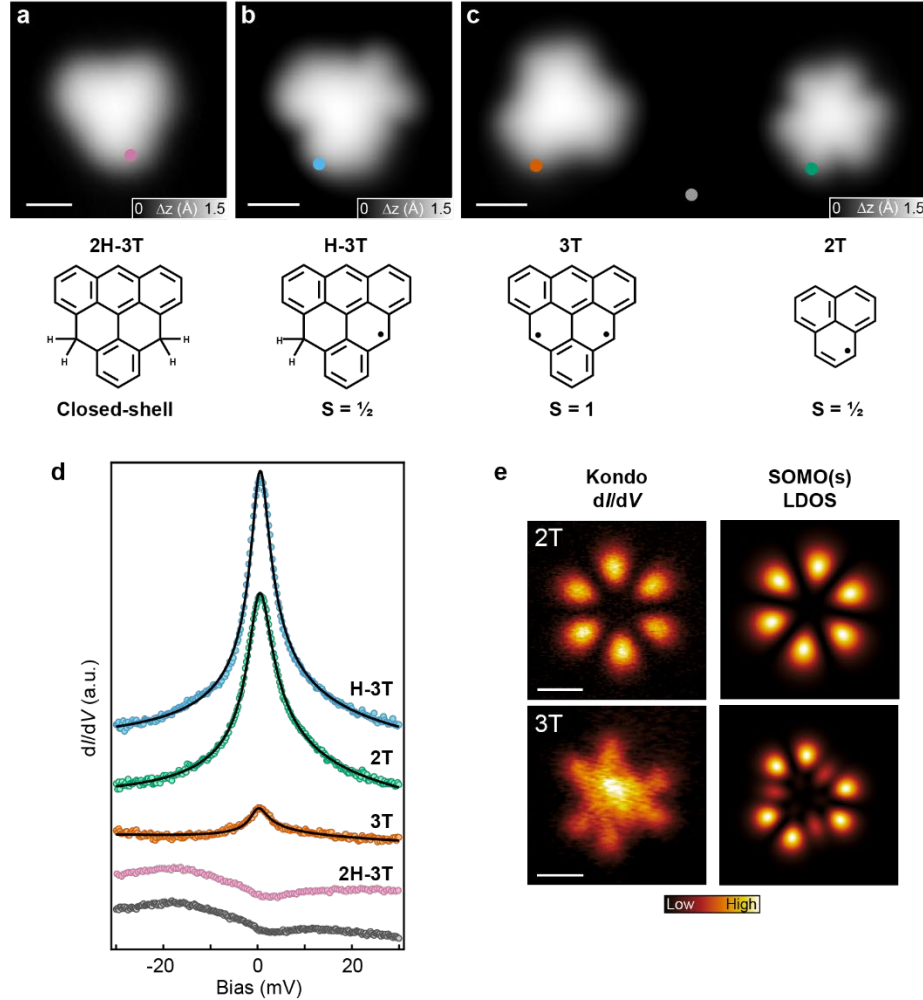 a
b
c
0 Δz (Å) 1.5
0 Δz (Å) 1.5
0 Δz (Å) 1.5
2H-3T
H-3T
3T
2T
H
H
H
H
H
H
Closed-shell
S = ½
S = 1
S = ½
d
dI/dV (a.u.)
H-3T
2T
3T
2H-3T
-20
0
20
Bias (mV)
e
Kondo
dI/dV
SOMO(s)
LDOS
2T
3T
Low
High